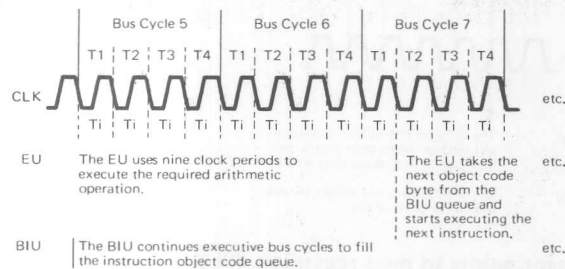 Bus Cycle 5 Bus Cycle 6 Bus Cycle 7
T1 T2 T3 T4 T1 T2 T3 T4 T1 T2 T3 T4
CLK etc.
Ti Ti Ti Ti Ti Ti Ti Ti Ti Ti Ti Ti
EU The EU uses nine clock periods to The EU takes the etc.
execute the required arithmetic next object code
operation. byte from the
BIU queue and
starts executing the
next instruction.
BIU The BIU continues executive bus cycles to fill etc.
the instruction object code queue.